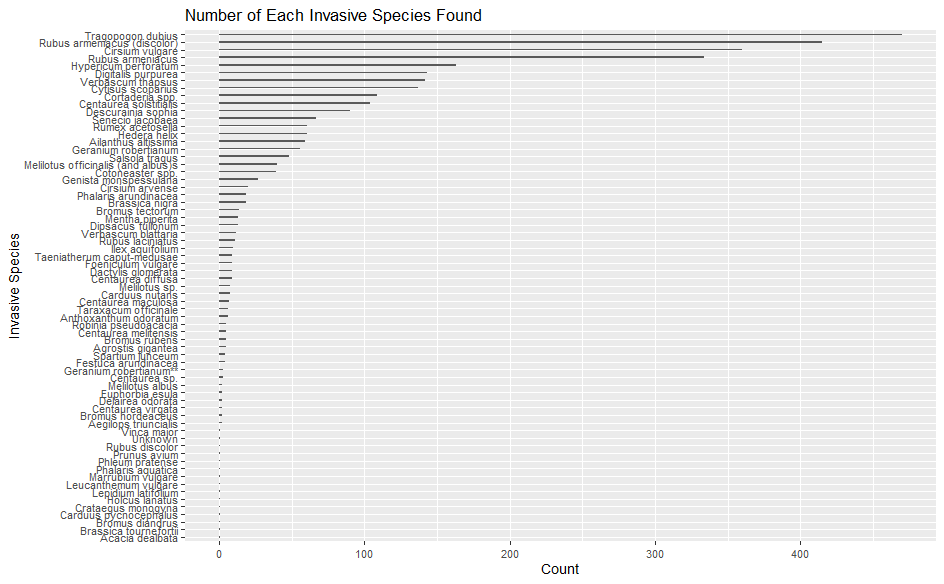 Number of Each Invasive Species Found
Tragopogon dubius
Rubus armeniacus (discolor)
Cirsium vulgare
Rubus armeniacus
Hypericum perforatum
Digitalis purpurea
Verbascum thapsus
Cytisus scoparius
Cortaderia spp.
Centaurea solstitialis
Descurainia sophia
Senecio jacobaea
Rumex acetosella
Hedera helix
Ailanthus altissima
Geranium robertianum
Salsola tragus
Melilotus officinalis (and albus)s
Cotoneaster spp.
Genista monspessulana
Cirsium arvense
Phalaris arundinacea
Brassica nigra
Bromus tectorum
Mentha piperita
Dipsacus fullonum
Verbascum blattaria
Rubus laciniatus
Ilex aquifolium
Taeniatherum caput-medusae
Foeniculum vulgare
Dactylis glomerata
Centaurea diffusa
Melilotus sp.
Carduus nutans
Centaurea maculosa
Taraxacum officinale
Anthoxanthum odoratum
Robinia pseudoacacia
Centaurea melitensis
Bromus rubens
Agrostis gigantea
Spartium junceum
Festuca arundinacea
Geranium robertianum**
Centaurea sp.
Melilotus albus
Euphorbia esula
Delairea odorata
Centaurea virgata
Bromus hordeaceus
Aegilops triuncialis
Vinca major
Unknown
Rubus discolor
Prunus avium
Phleum pratense
Phalaris aquatica
Marrubium vulgare
Leucanthemum vulgare
Lepidium latifolium
Holcus lanatus
Crataegus monogyna
Carduus pycnocephalus
Bromus diandrus
Brassica tournefortii
Acacia dealbata
Invasive Species
0 100 200 300 400
Count